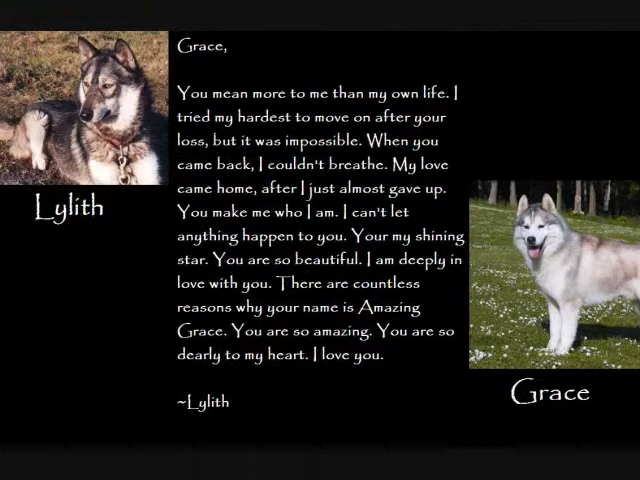 Grace,
You mean more to me than my own life. I
tried my hardest to move on after your
loss, but it was impossible. When you
came back, I couldn't breathe. My love
came home, after I just almost gave up.
You make me who I am. I can't let
anything happen to you. Your my shining
star. You are so beautiful. I am deeply in
love with you. There are countless
reasons why your name is Amazing
Grace. You are so amazing. You are so
dearly to my heart. I love you.
~Lylith
Lylith
Grace